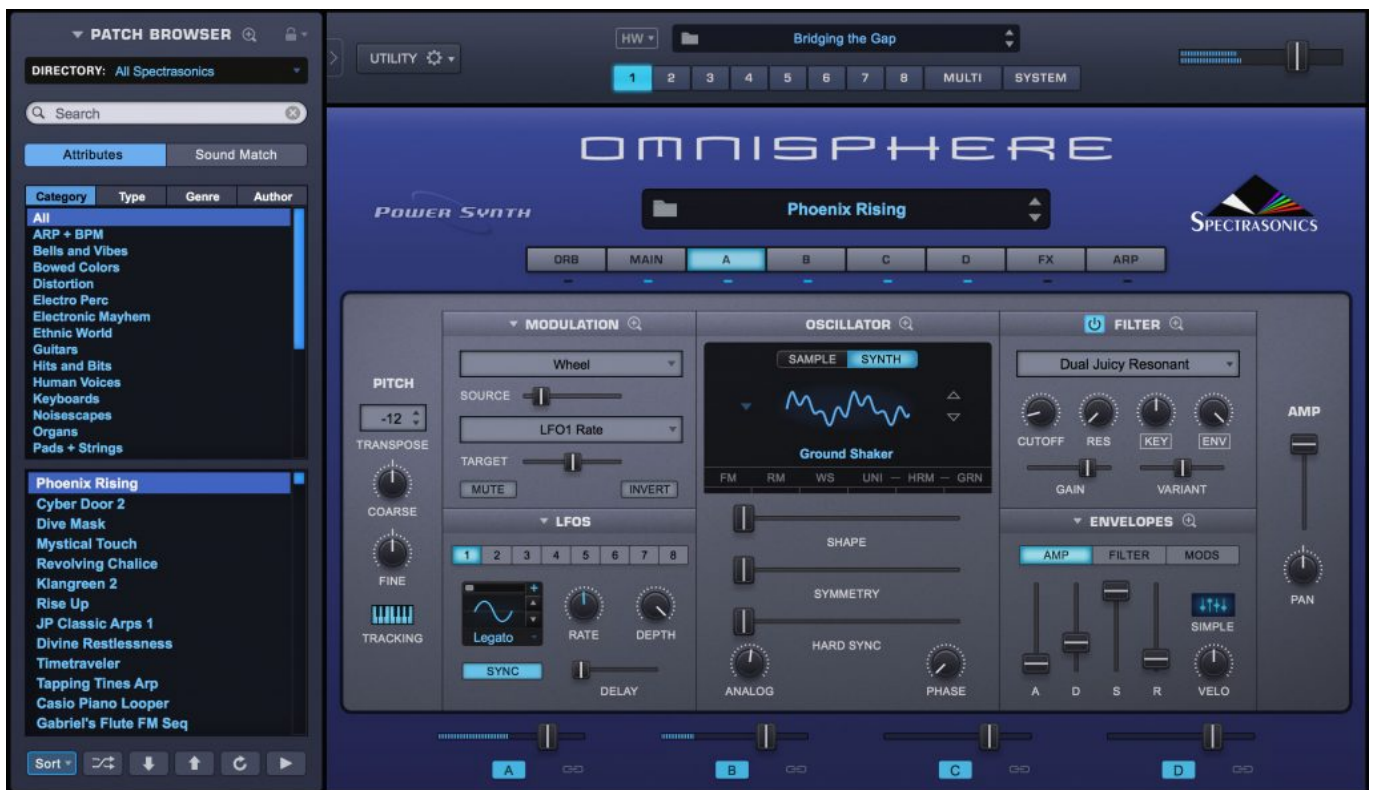 PATCH BROWSER
DIRECTORY: All Spectrasonics
Search
Attributes Sound Match
Category Type Genre Author
All
ARP + BPM
Bells and Vibes
Bowed Colors
Distortion
Electro Perc
Electronic Mayhem
Ethnic World
Guitars
Hits and Bits
Human Voices
Keyboards
Noisescapes
Organs
Pads + Strings
Phoenix Rising
Cyber Door 2
Dive Mask
Mystical Touch
Revolving Chalice
Klangreen 2
Rise Up
JP Classic Arps 1
Divine Restlessness
Timetraveler
Tapping Tines Arp
Casio Piano Looper
Gabriel's Flute FM Seq
Sort
UTILITY
HW
Bridging the Gap
1 2 3 4 5 6 7 8 MULTI SYSTEM
OMNISPHERE
POWER SYNTH
Phoenix Rising
SPECTRASONICS
ORB MAIN A B C D FX ARP
PITCH
-12
TRANSPOSE
COARSE
FINE
TRACKING
MODULATION
Wheel
SOURCE
LFO1 Rate
TARGET
MUTE INVERT
LFOS
1 2 3 4 5 6 7 8
Legato
RATE DEPTH
SYNC
DELAY
OSCILLATOR
SAMPLE SYNTH
Ground Shaker
FM RM WS UNI — HRM — GRN
SHAPE
SYMMETRY
HARD SYNC
ANALOG PHASE
FILTER
Dual Juicy Resonant
CUTOFF RES KEY ENV
GAIN VARIANT
ENVELOPES
AMP FILTER MODS
SIMPLE
A D S R VELO
AMP
PAN
A B C D